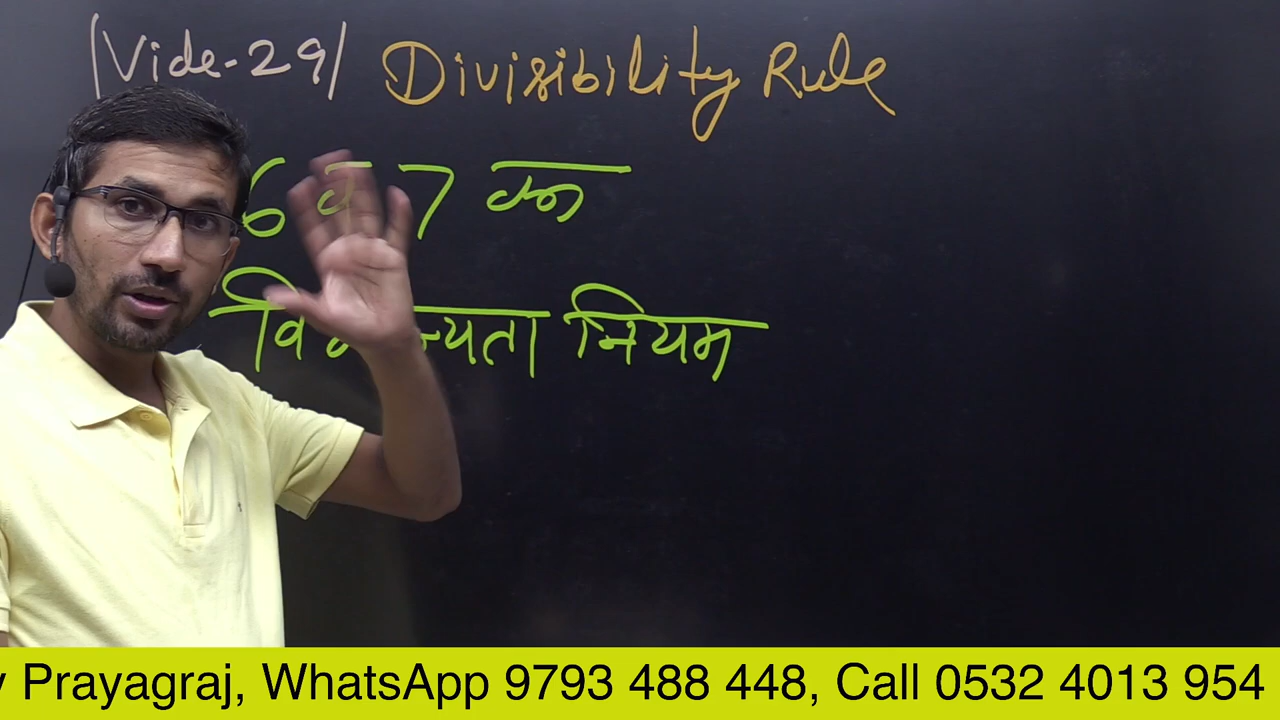 |Vide-29| Divisibility Rule
6 व 7 का
नियम
Prayagraj, WhatsApp 9793 488 448, Call 0532 4013 954